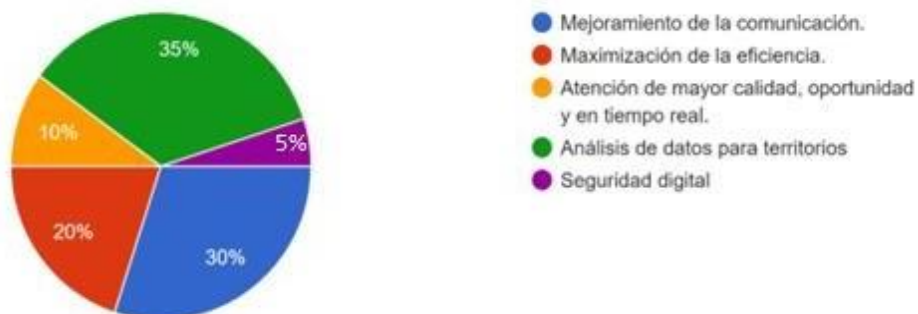 35%
10%
5%
20%
30%
Mejoramiento de la comunicación.
Maximización de la eficiencia.
Atención de mayor calidad, oportunidad
y en tiempo real.
Análisis de datos para territorios
Seguridad digital